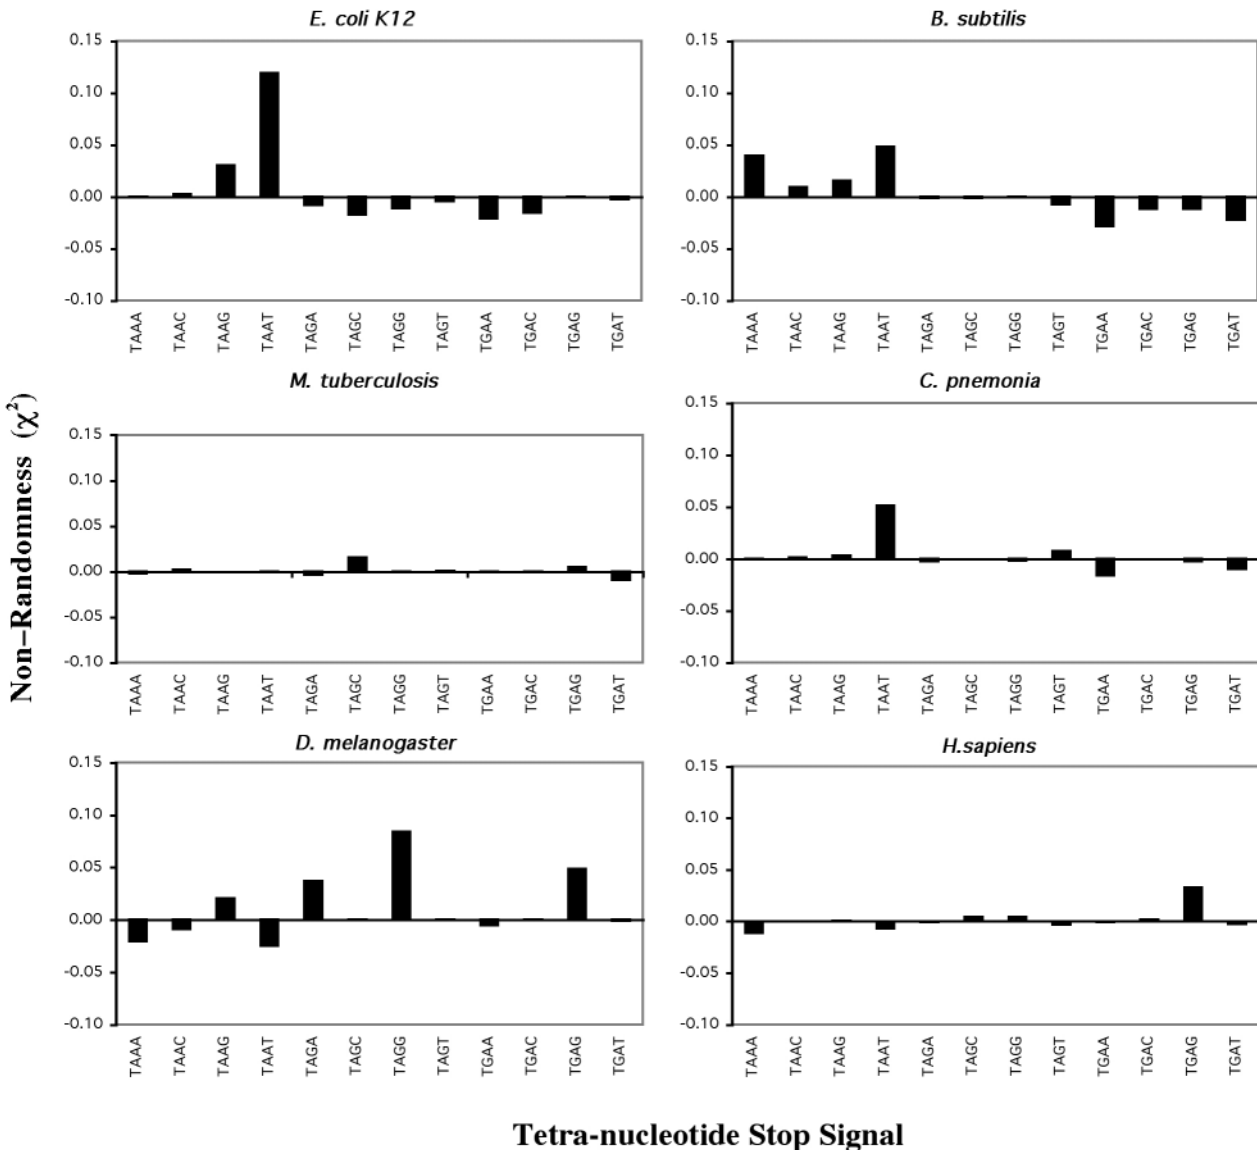 E. coli K12
0.15
0.10
0.05
0.00
-0.05
-0.10
TAAA TAAC TAAG TAAT TAGA TAGC TAGG TAGT TGAA TGAC TGAG TGAT
B. subtilis
0.15
0.10
0.05
0.00
-0.05
-0.10
TAAA TAAC TAAG TAAT TAGA TAGC TAGG TAGT TGAA TGAC TGAG TGAT
Non-Randomness (χ²)
M. tuberculosis
0.15
0.10
0.05
0.00
-0.05
-0.10
TAAA TAAC TAAG TAAT TAGA TAGC TAGG TAGT TGAA TGAC TGAG TGAT
C. pnemonia
0.15
0.10
0.05
0.00
-0.05
-0.10
TAAA TAAC TAAG TAAT TAGA TAGC TAGG TAGT TGAA TGAC TGAG TGAT
D. melanogaster
0.15
0.10
0.05
0.00
-0.05
-0.10
TAAA TAAC TAAG TAAT TAGA TAGC TAGG TAGT TGAA TGAC TGAG TGAT
H.sapiens
0.15
0.10
0.05
0.00
-0.05
-0.10
TAAA TAAC TAAG TAAT TAGA TAGC TAGG TAGT TGAA TGAC TGAG TGAT
Tetra-nucleotide Stop Signal